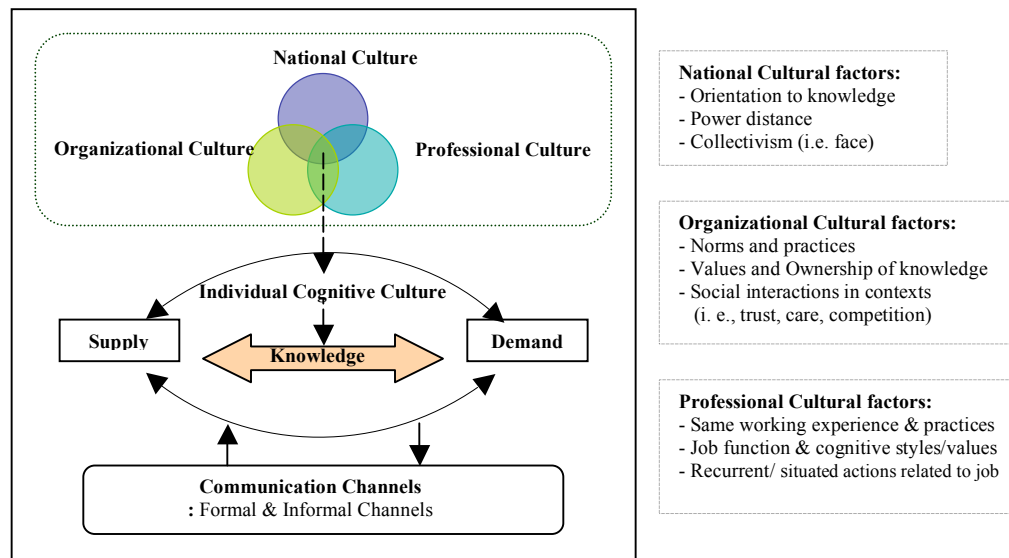 National Culture
Organizational Culture
Professional Culture
Individual Cognitive Culture
Supply
Demand
Knowledge
Communication Channels
: Formal & Informal Channels
National Cultural factors:
- Orientation to knowledge
- Power distance
- Collectivism (i.e. face)
Organizational Cultural factors:
- Norms and practices
- Values and Ownership of knowledge
- Social interactions in contexts
(i. e., trust, care, competition)
Professional Cultural factors:
- Same working experience & practices
- Job function & cognitive styles/values
- Recurrent/ situated actions related to job